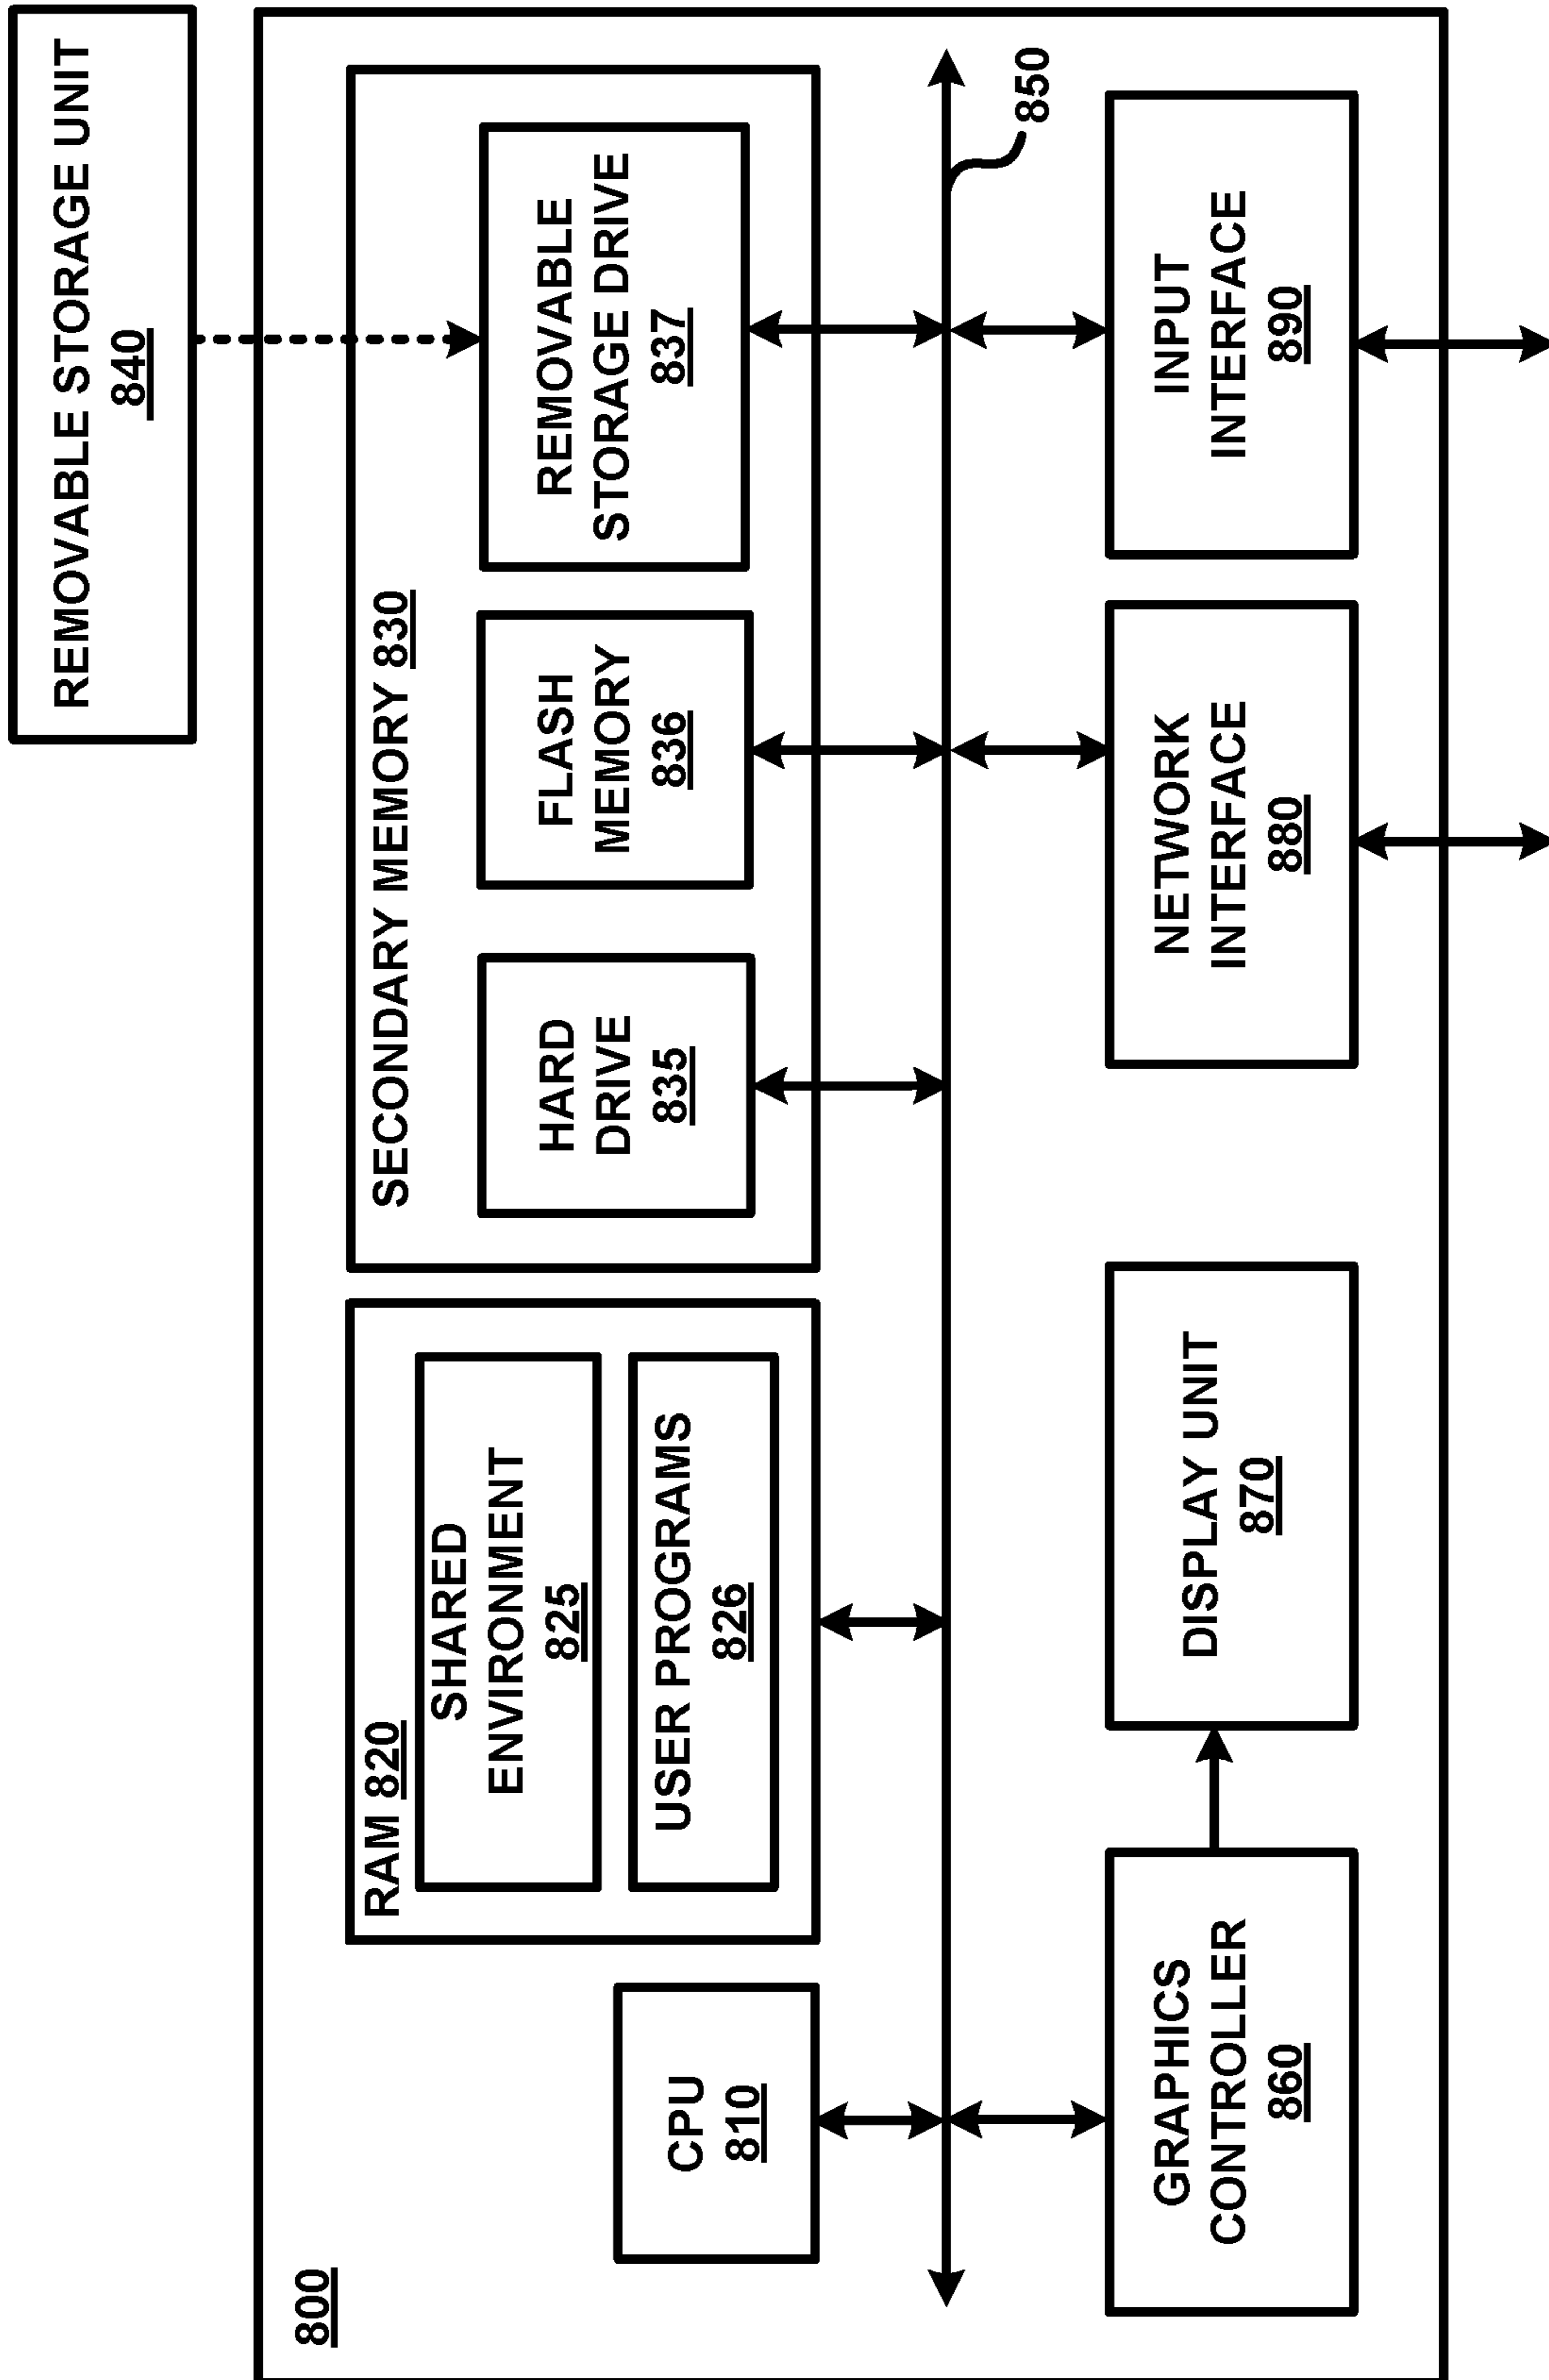 REMOVABLE STORAGE UNIT
840
800
CPU
810
RAM 820
SHARED
ENVIRONMENT
825
USER PROGRAMS
826
SECONDARY MEMORY 830
HARD
DRIVE
835
FLASH
MEMORY
836
REMOVABLE
STORAGE DRIVE
837
850
GRAPHICS
CONTROLLER
860
DISPLAY UNIT
870
NETWORK
INTERFACE
880
INPUT
INTERFACE
890